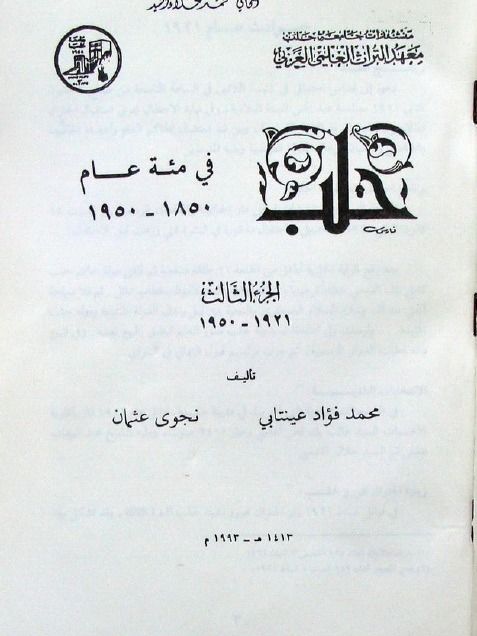 منشورات جامعة حلب
معهد التراث العلمي العربي
حلب
في مئة عام
١٨٥٠ - ١٩٥٠
الجزء الثالث
١٩٢١ - ١٩٥٠
تأليف
محمد فؤاد عينتابي نجوى عثمان
١٤١٣ هـ - ١٩٩٣ م